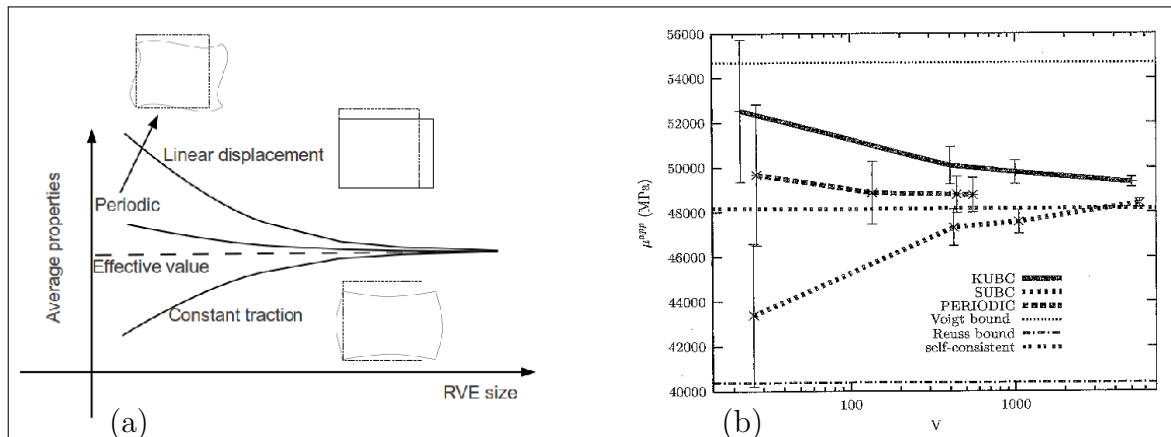 Average properties
Linear displacement
Periodic
Effective value
Constant traction
RVE size
(a)
μᵃᵖᵖ (MPa)
56000
54000
52000
50000
48000
46000
44000
42000
40000
KUBC
SUBC
PERIODIC
Voigt bound
Reuss bound
self-consistent
100
1000
V
(b)